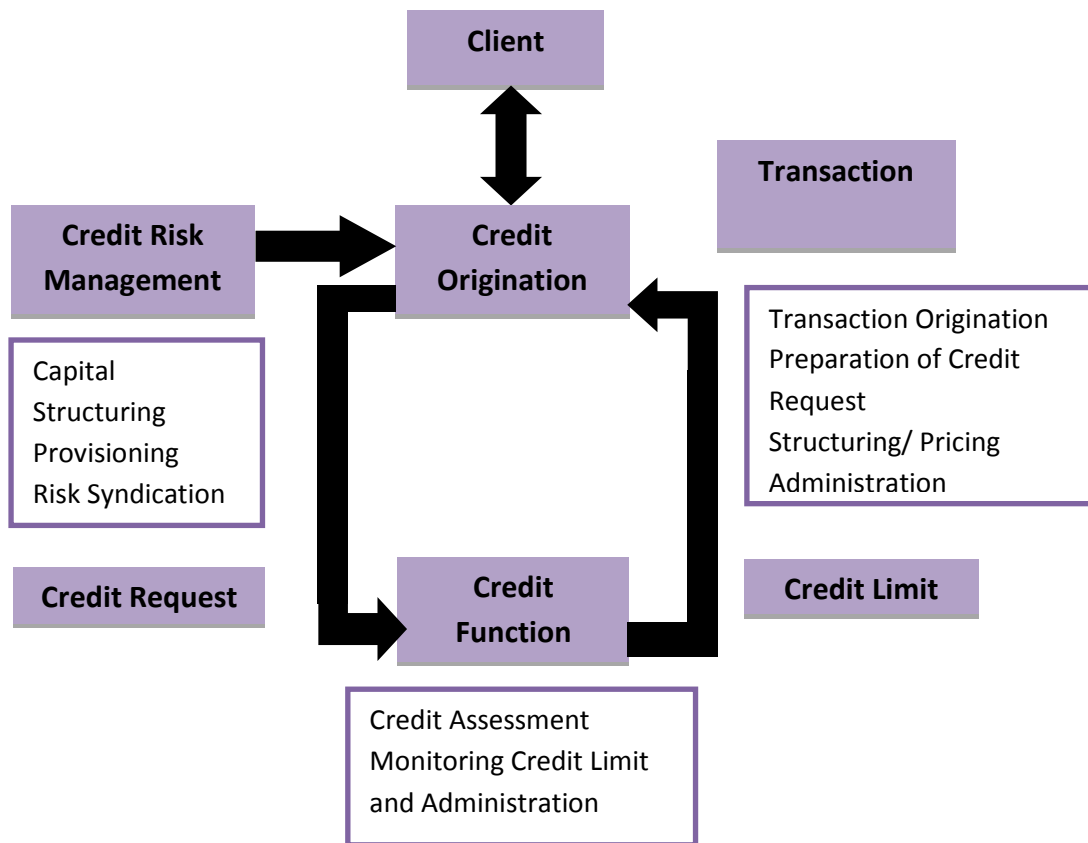 Client
Transaction
Credit Risk
Management
Credit
Origination
Capital
Structuring
Provisioning
Risk Syndication
Transaction Origination
Preparation of Credit
Request
Structuring/ Pricing
Administration
Credit Request
Credit
Function
Credit Limit
Credit Assessment
Monitoring Credit Limit
and Administration